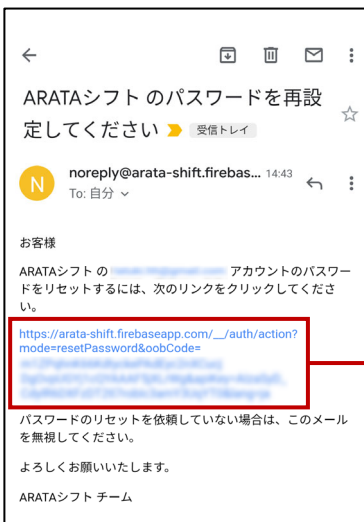 ARATAシフト のパスワードを再設
定してください 受信トレイ
N
noreply@arata-shift.firebas... 14:43
To: 自分
お客様
ARATAシフト の アカウントのパスワー
ドをリセットするには、次のリンクをクリックしてくださ
い。
https://arata-shift.firebaseapp.com/__/auth/action?
mode=resetPassword&oobCode=
パスワードのリセットを依頼していない場合は、このメール
を無視してください。
よろしくお願いいたします。
ARATAシフト チーム